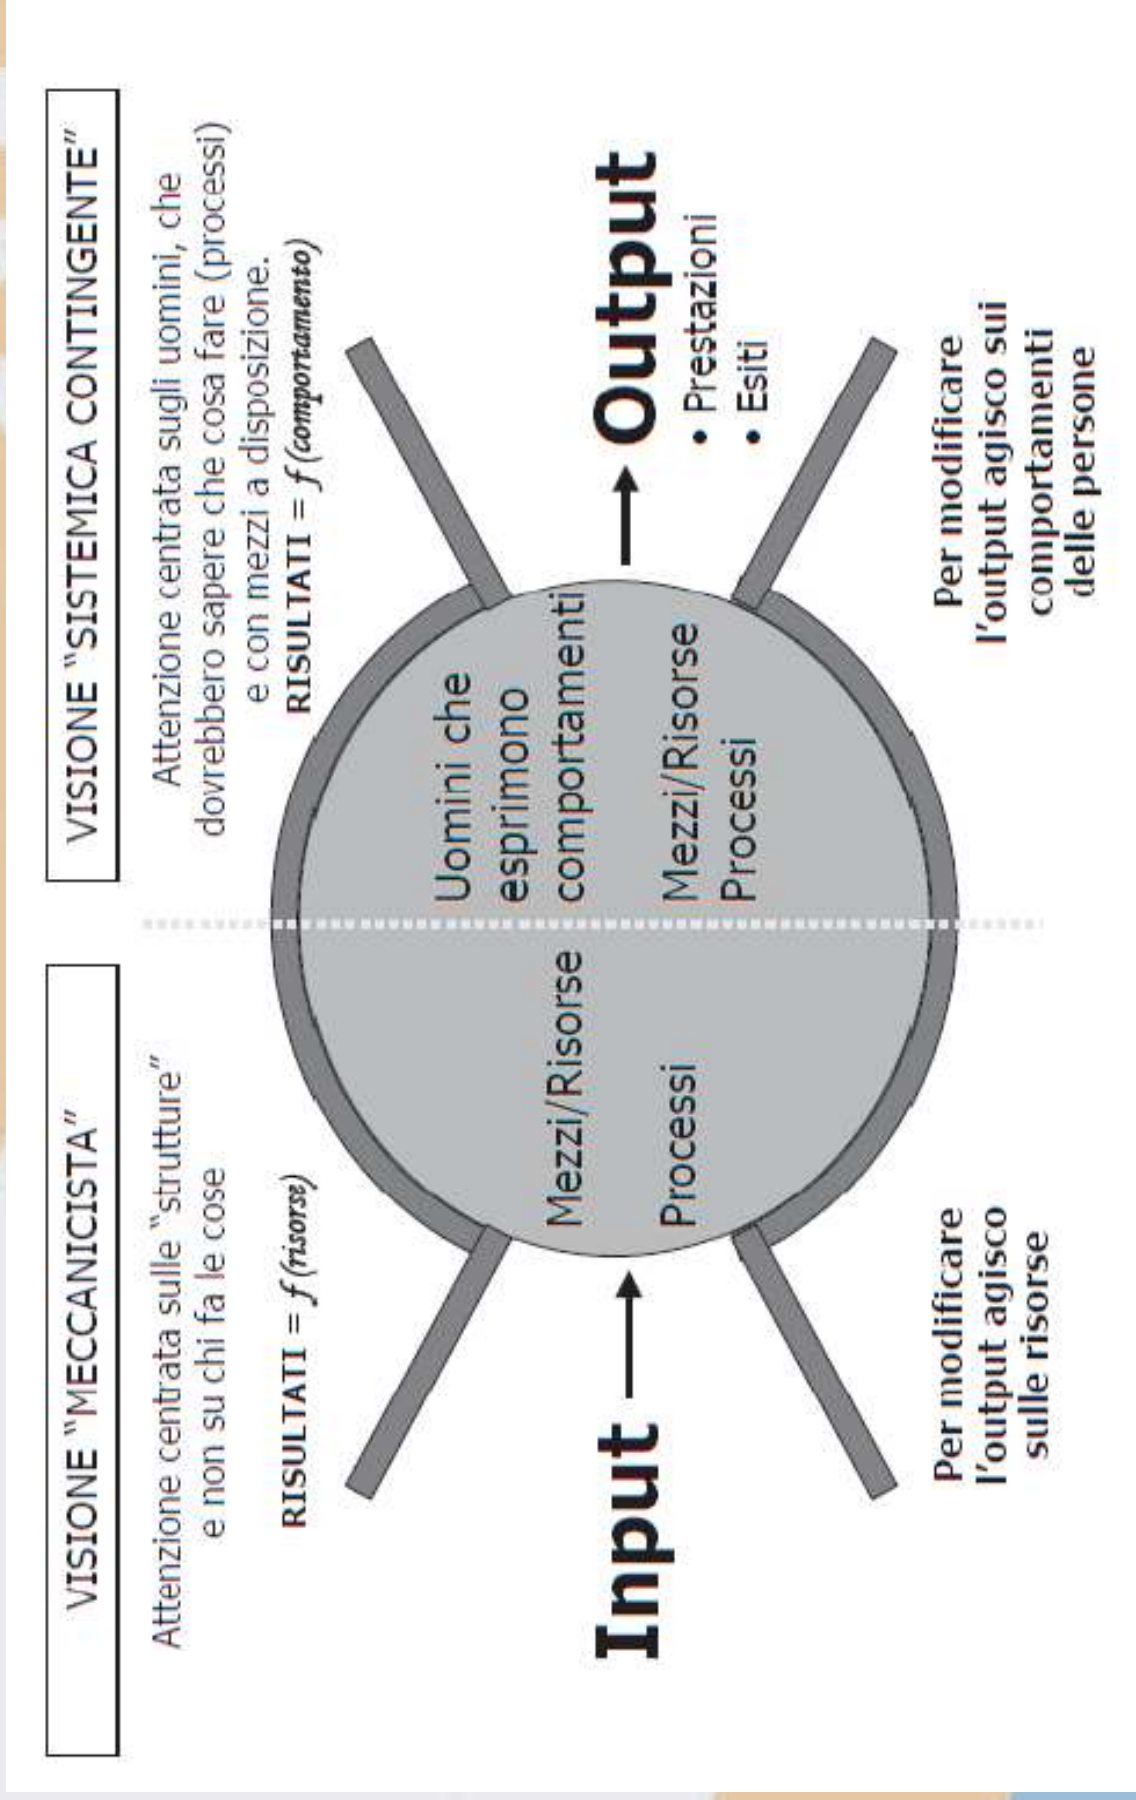 VISIONE “MECCANICISTA”
Attenzione centrata sulle “strutture”
e non su chi fa le cose
RISULTATI = f (risorse)
VISIONE “SISTEMICA CONTINGENTE”
Attenzione centrata sugli uomini, che
dovrebbero sapere che cosa fare (processi)
e con mezzi a disposizione.
RISULTATI = f (comportamento)
Input
Mezzi/Risorse
Processi
Uomini che
esprimono
comportamenti
Mezzi/Risorse
Processi
Output
• Prestazioni
• Esiti
Per modificare
l’output agisco
sulle risorse
Per modificare
l’output agisco sui
comportamenti
delle persone